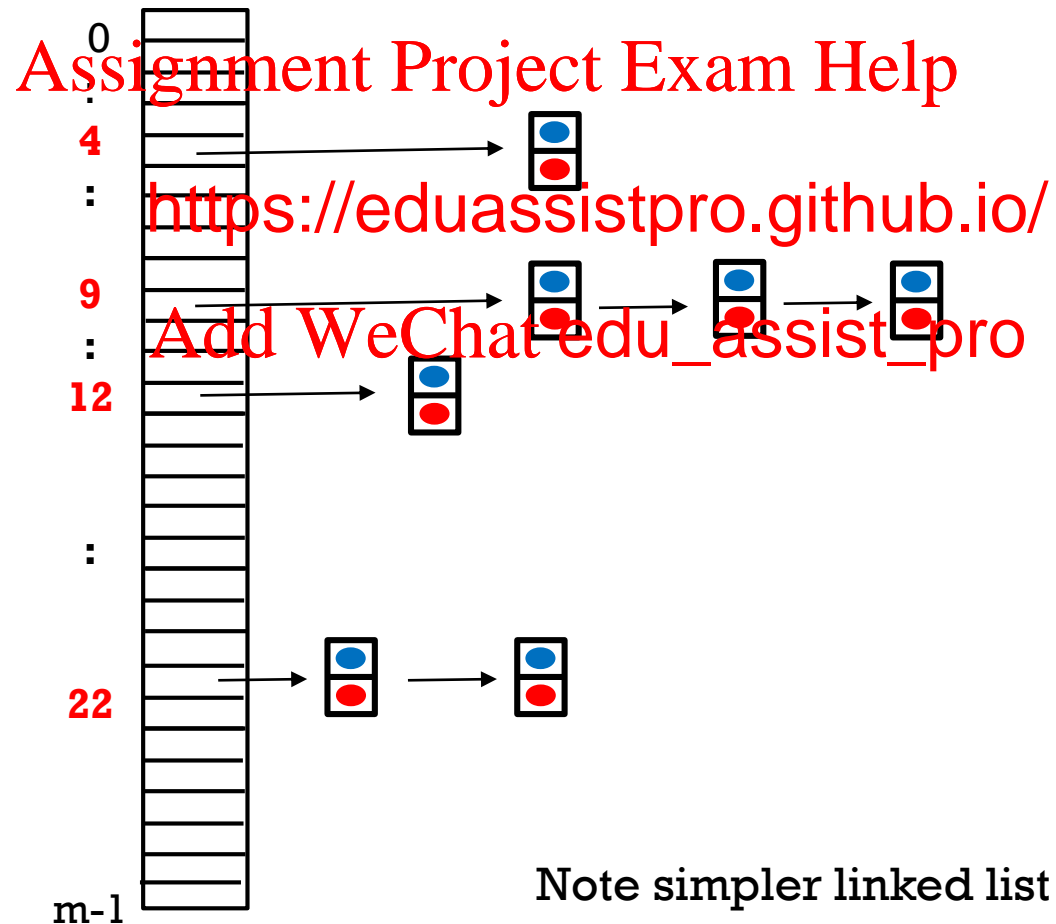 0
Assignment Project Exam Help
:
4
:
https://eduassistpro.github.io/
9
Add WeChat edu_assist_pro
:
12
:
22
Note simpler linked list
m-1